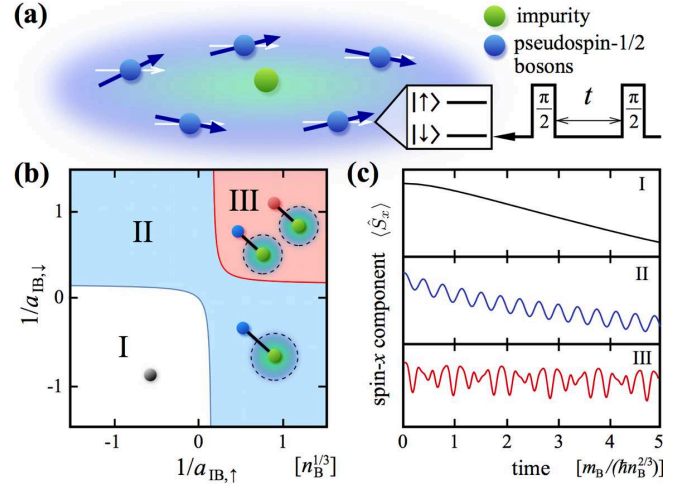 (a)
impurity
pseudospin-1/2
bosons
|↑⟩
|↓⟩
π/2
t
π/2
(b)
III
II
I
1
0
-1
1/a_IB,↓
-1
0
1
1/a_IB,↑
[n_B^1/3]
(c)
I
II
III
⟨Ŝ_x⟩
spin-x component
0
1
2
3
4
5
time
[m_B/(ħn_B^2/3)]